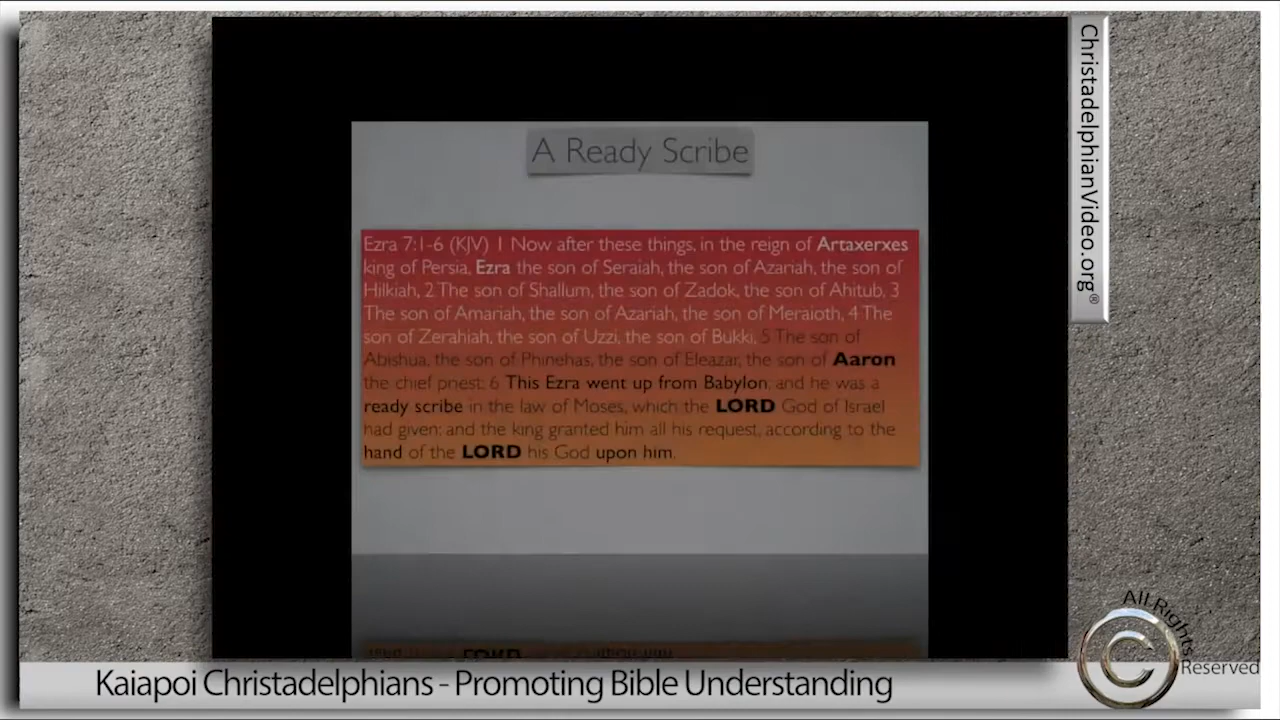 A Ready Scribe
Ezra 7:1-6 (KJV) 1 Now after these things, in the reign of Artaxerxes
king of Persia, Ezra the son of Seraiah, the son of Azariah, the son of
Hilkiah, 2 The son of Shallum, the son of Zadok, the son of Ahitub, 3
The son of Amariah, the son of Azariah, the son of Meraioth, 4 The
son of Zerahiah, the son of Uzzi, the son of Bukki, 5 The son of
Abishua, the son of Phinehas, the son of Eleazar, the son of Aaron
the chief priest: 6 This Ezra went up from Babylon; and he was a
ready scribe in the law of Moses, which the LORD God of Israel
had given: and the king granted him all his request, according to the
hand of the LORD his God upon him.
ChristadelphianVideo.org®
All Rights
Reserved
Kaiapoi Christadelphians - Promoting Bible Understanding